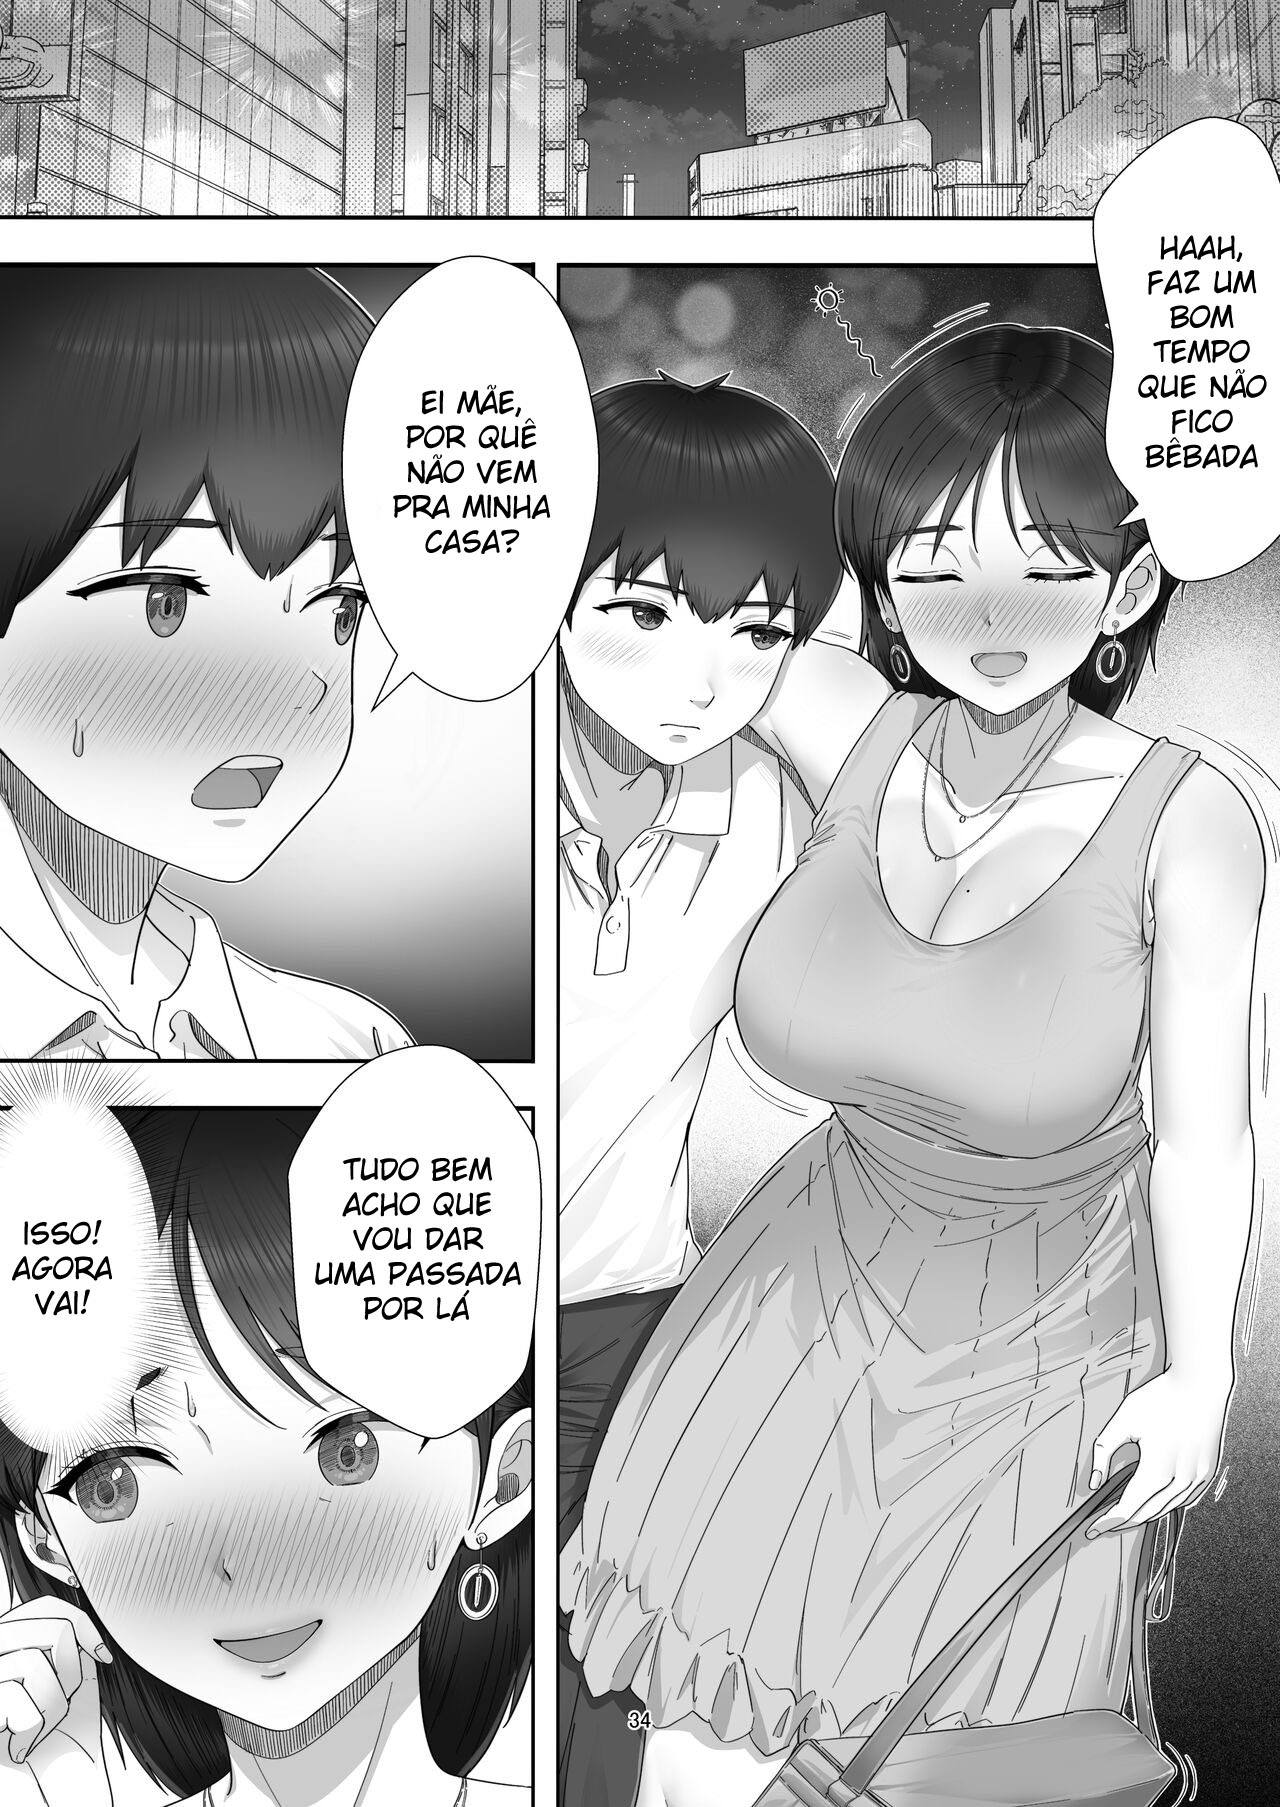 HAAH,
FAZ UM
BOM
TEMPO
QUE NÃO
FICO
BÊBADA
EI MÃE,
POR QUÊ
NÃO VEM
PRA MINHA
CASA?
TUDO BEM
ACHO QUE
VOU DAR
UMA PASSADA
POR LÁ
ISSO!
AGORA
VAI!
34